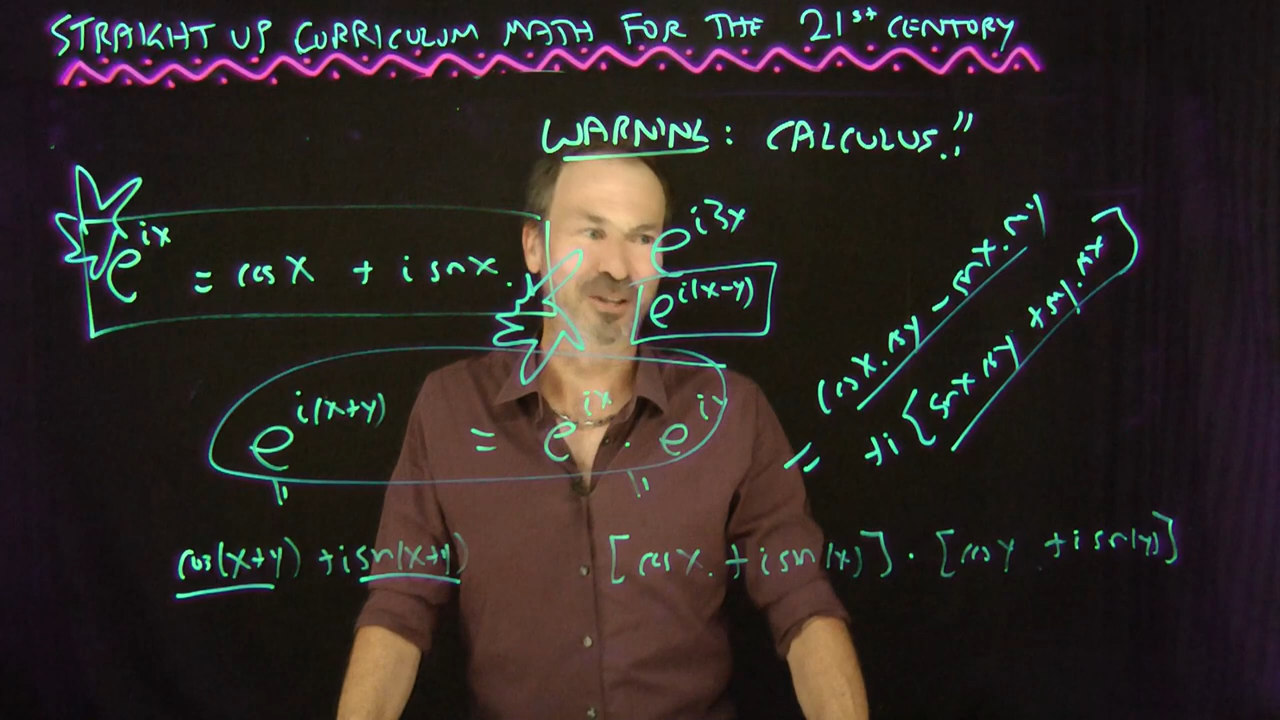 STRAIGHT UP CURRICULUM MATH FOR THE 21st CENTURY
WARNING: CALCULUS!!
e^{ix} = cos x + i sin x.
e^{i3x}
e^{i(x-y)}
e^{i(x+y)} = e^{ix} · e^{iy}
= cos x · cos y - sin x · sin y
+ i [sin x cos y + sin y · cos x]
cos(x+y) + i sin(x+y)
[cos x + i sin(x)] · [cos y + i sin(y)]